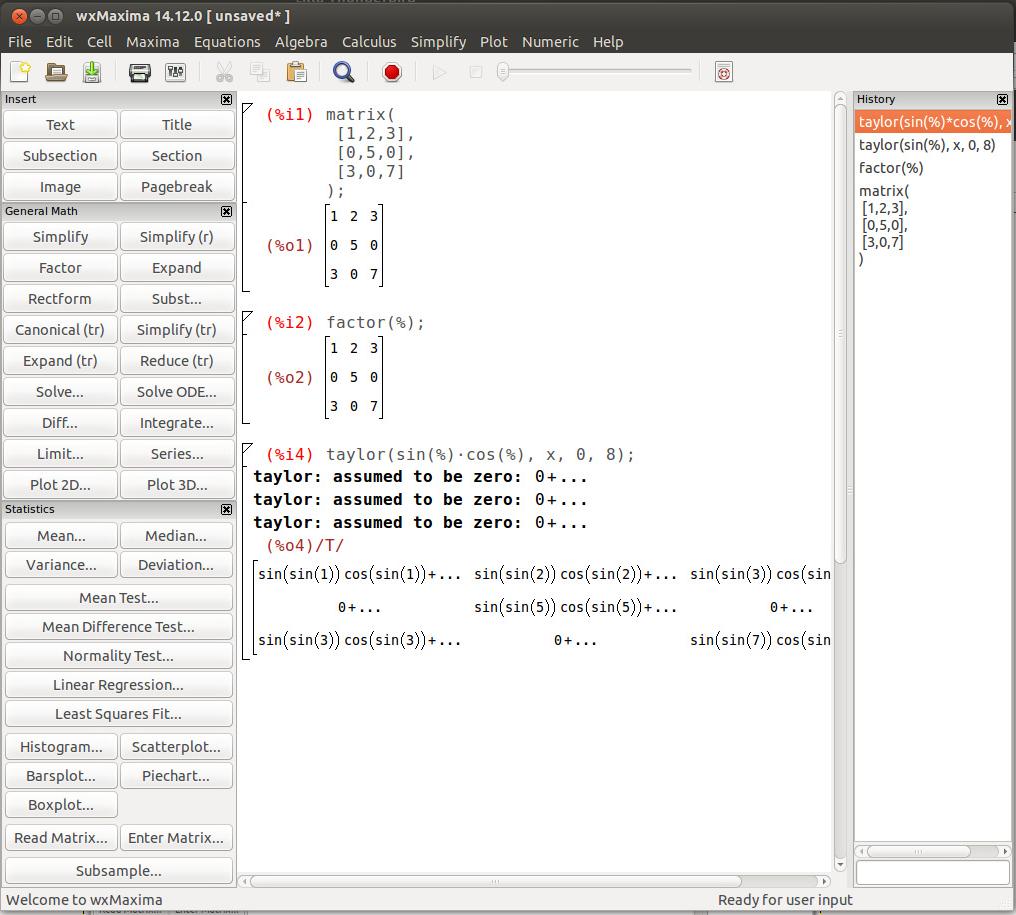 wxMaxima 14.12.0 [ unsaved* ]
File Edit Cell Maxima Equations Algebra Calculus Simplify Plot Numeric Help
Insert
Text Title
Subsection Section
Image Pagebreak
General Math
Simplify Simplify (r)
Factor Expand
Rectform Subst...
Canonical (tr) Simplify (tr)
Expand (tr) Reduce (tr)
Solve... Solve ODE...
Diff... Integrate...
Limit... Series...
Plot 2D... Plot 3D...
Statistics
Mean... Median...
Variance... Deviation...
Mean Test...
Mean Difference Test...
Normality Test...
Linear Regression...
Least Squares Fit...
Histogram... Scatterplot...
Barsplot... Piechart...
Boxplot...
Read Matrix... Enter Matrix...
Subsample...
(%i1) matrix(
[1,2,3],
[0,5,0],
[3,0,7]
);
1 2 3
(%o1) 0 5 0
3 0 7
(%i2) factor(%);
1 2 3
(%o2) 0 5 0
3 0 7
(%i4) taylor(sin(%)·cos(%), x, 0, 8);
taylor: assumed to be zero: 0+...
taylor: assumed to be zero: 0+...
taylor: assumed to be zero: 0+...
(%o4)/T/
sin(sin(1)) cos(sin(1))+... sin(sin(2)) cos(sin(2))+... sin(sin(3)) cos(sin
0+... sin(sin(5)) cos(sin(5))+... 0+...
sin(sin(3)) cos(sin(3))+... 0+... sin(sin(7)) cos(sin
History
taylor(sin(%)*cos(%), x
taylor(sin(%), x, 0, 8)
factor(%)
matrix(
[1,2,3],
[0,5,0],
[3,0,7]
)
Welcome to wxMaxima Ready for user input